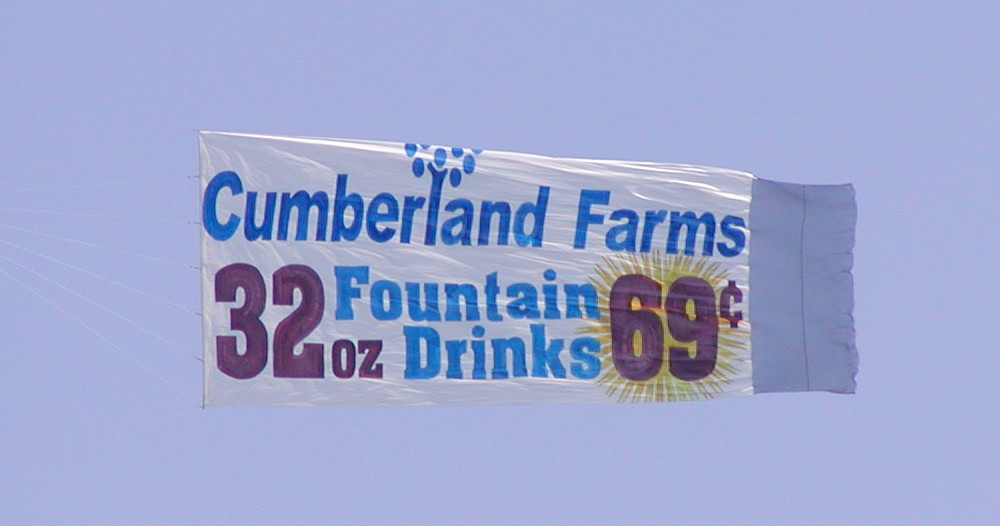 Cumberland Farms
32 oz Fountain Drinks 69¢